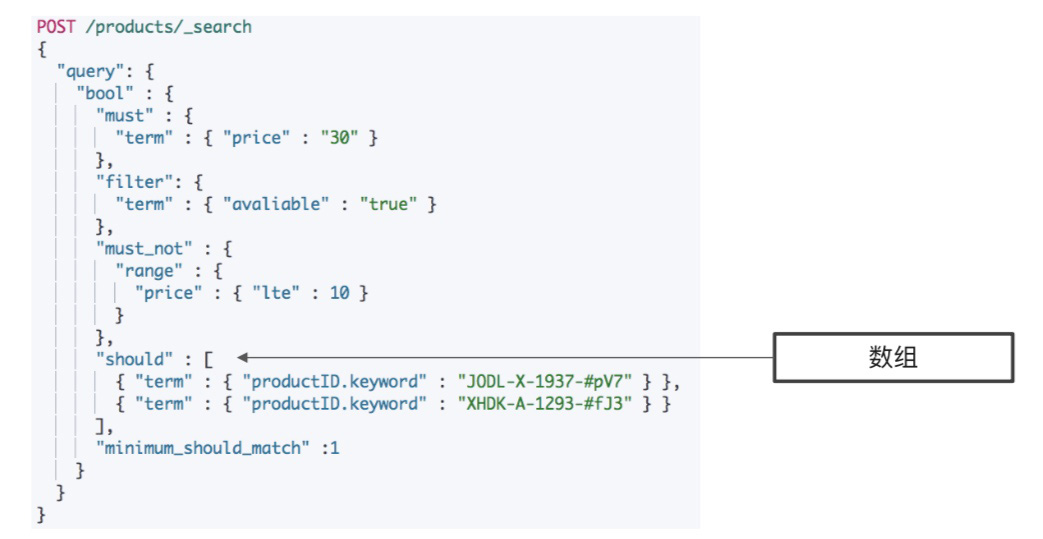 POST /products/_search
{
  "query": {
    "bool" : {
      "must" : {
        "term" : { "price" : "30" }
      },
      "filter": {
        "term" : { "avaliable" : "true" }
      },
      "must_not" : {
        "range" : {
          "price" : { "lte" : 10 }
        }
      },
      "should" : [
        { "term" : { "productID.keyword" : "JODL-X-1937-#pV7" } },
        { "term" : { "productID.keyword" : "XHDK-A-1293-#fJ3" } }
      ],
      "minimum_should_match" :1
    }
  }
}
数组